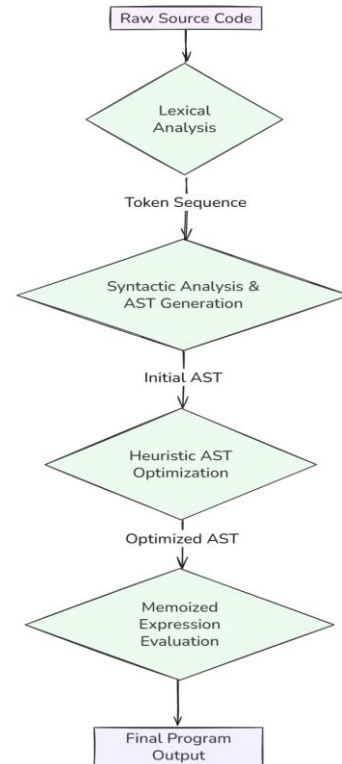 Raw Source Code
Lexical
Analysis
Token Sequence
Syntactic Analysis &
AST Generation
Initial AST
Heuristic AST
Optimization
Optimized AST
Memoized
Expression
Evaluation
Final Program
Output